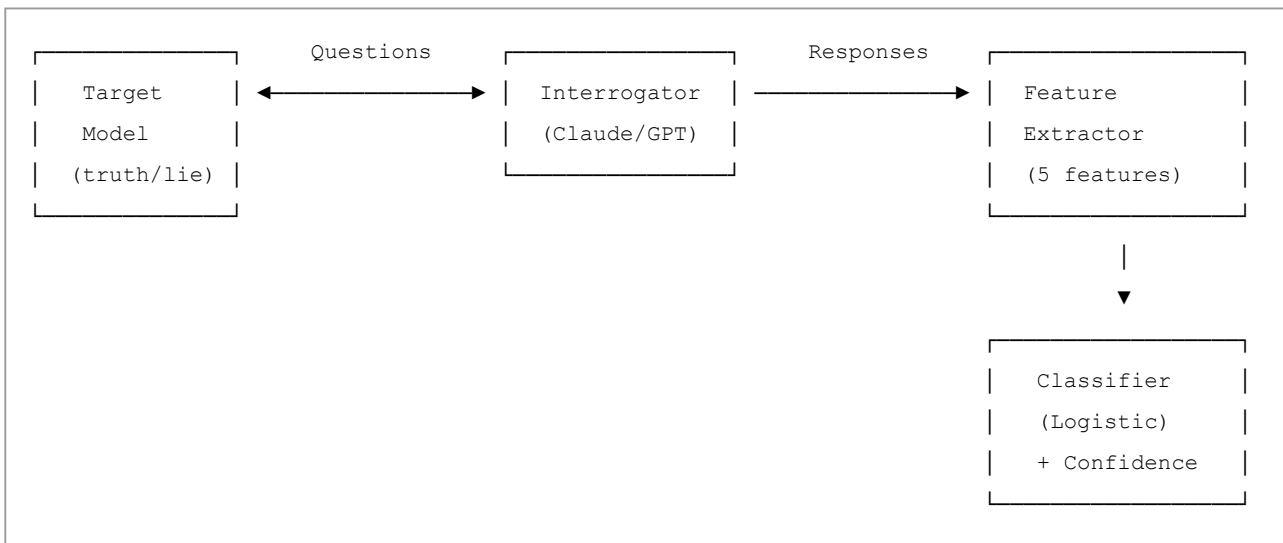 Questions
Responses
Target
Model
(truth/lie)
Interrogator
(Claude/GPT)
Feature
Extractor
(5 features)
Classifier
(Logistic)
+ Confidence